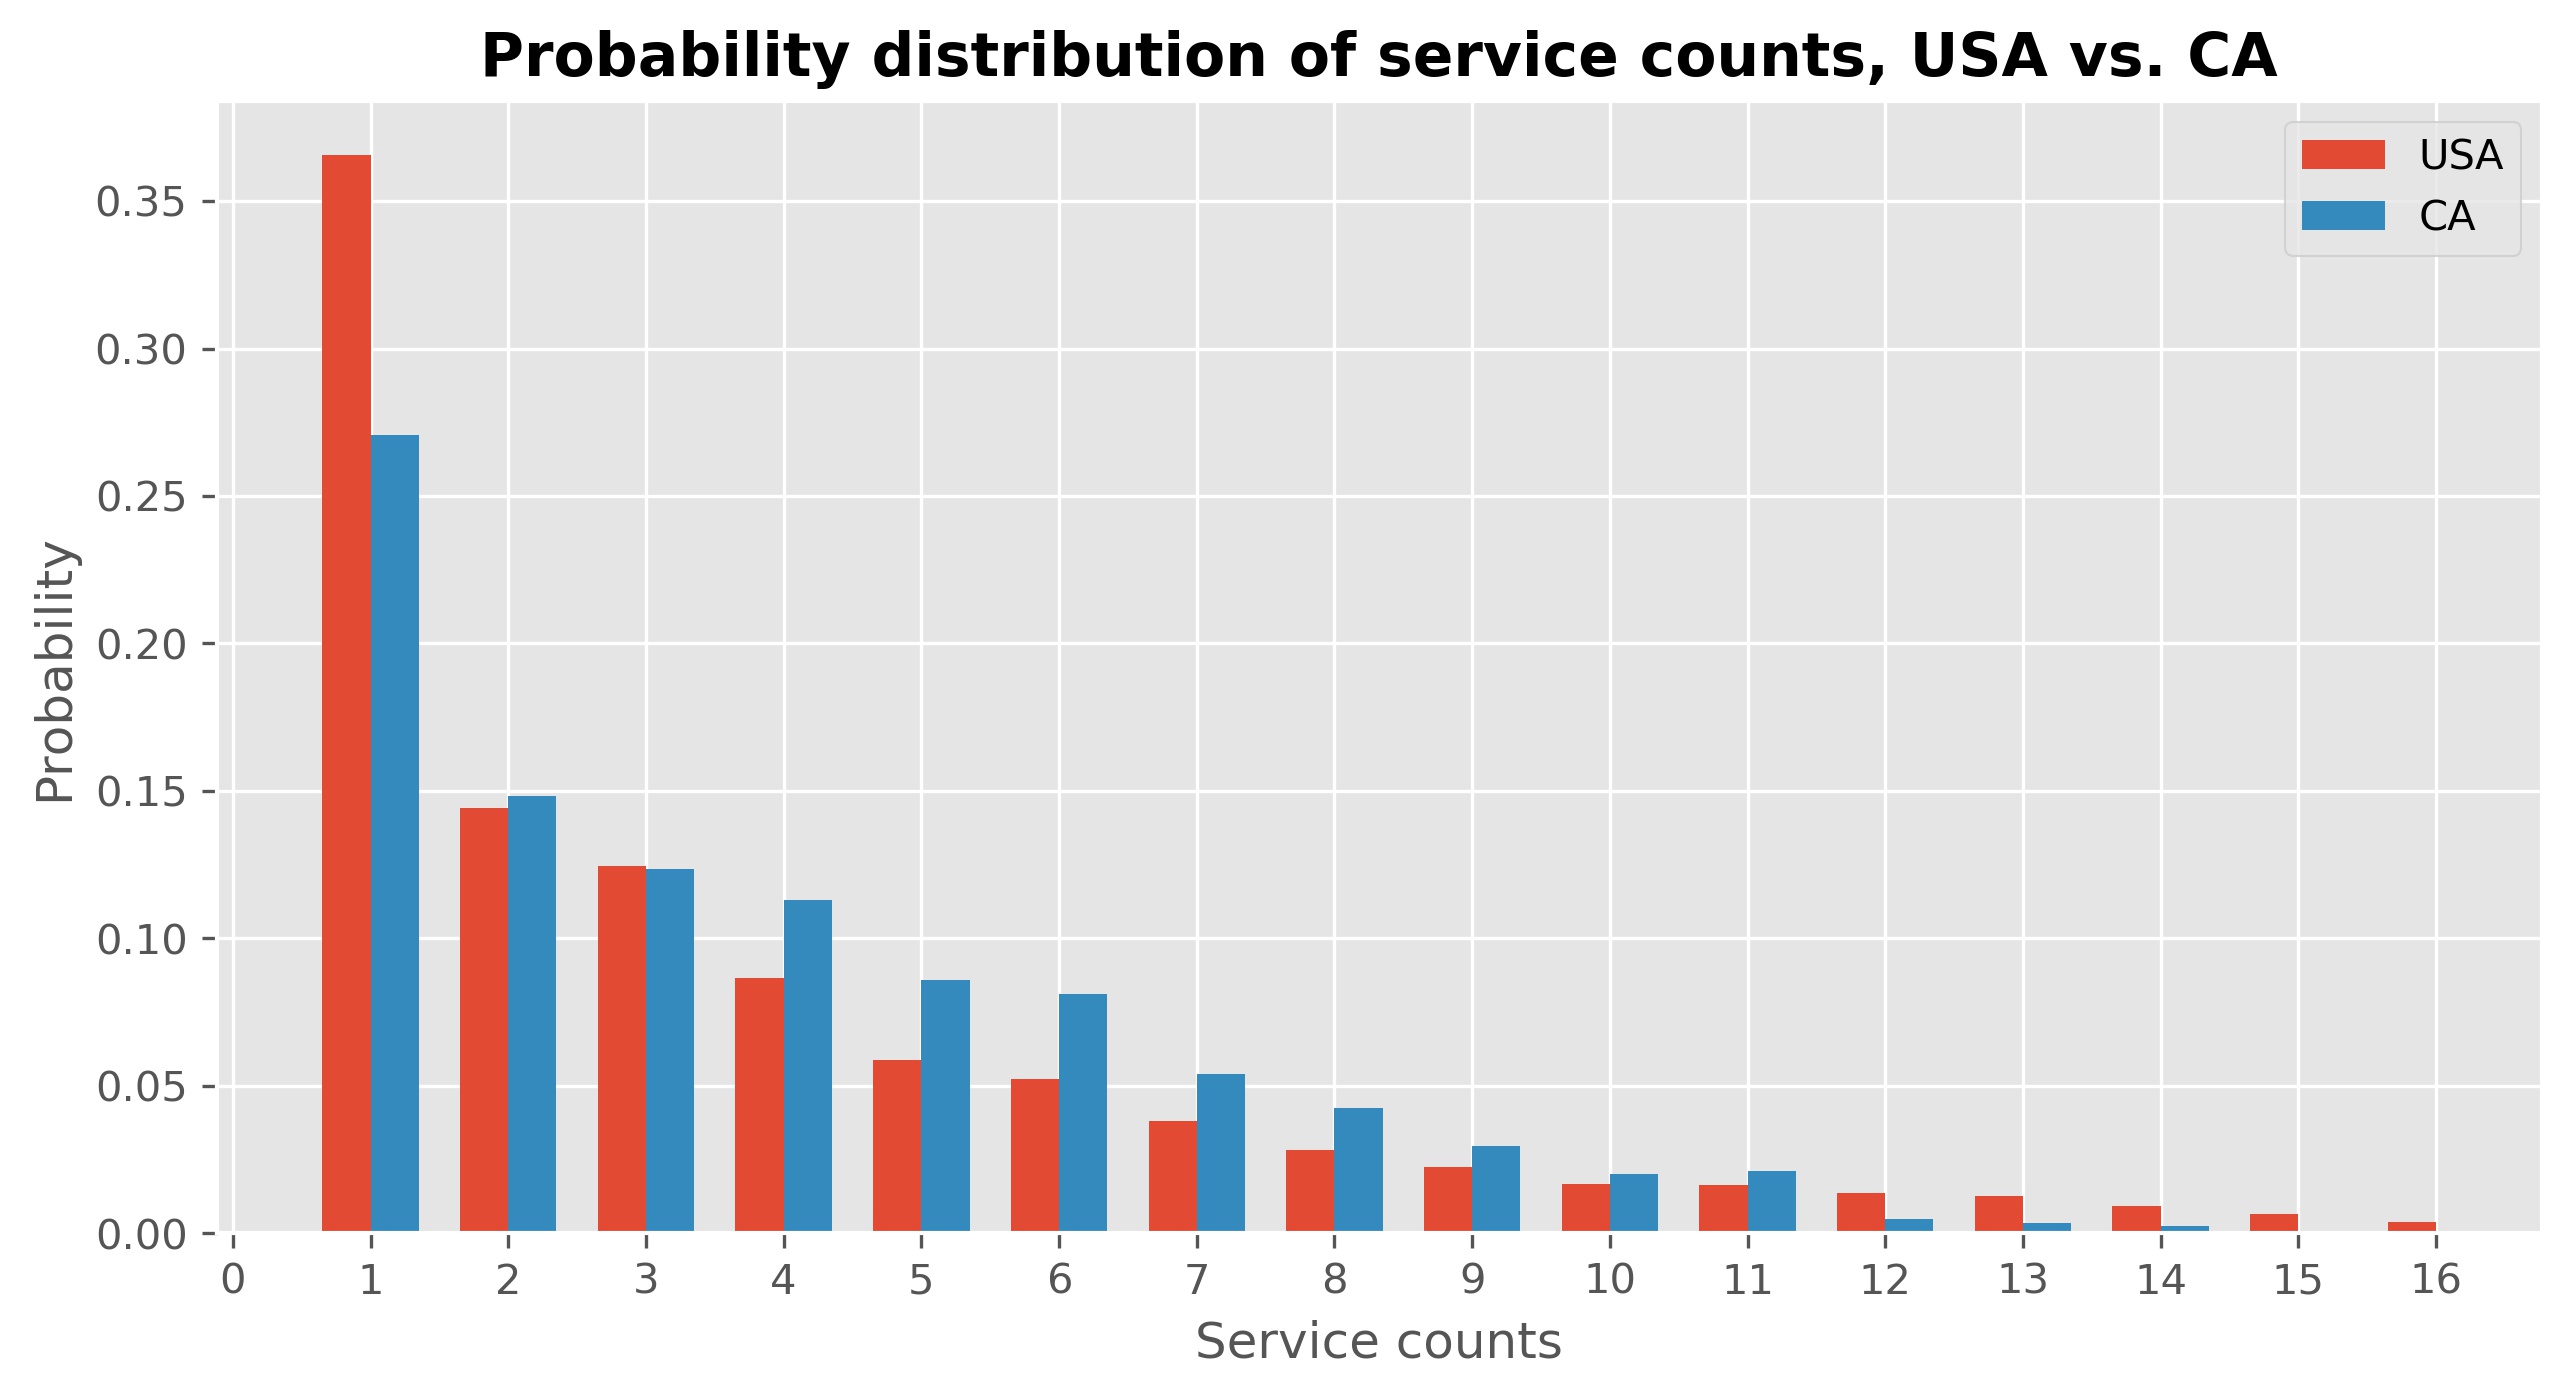 Probability distribution of service counts, USA vs. CA
USA
CA
Probability
0.35
0.30
0.25
0.20
0.15
0.10
0.05
0.00
0 1 2 3 4 5 6 7 8 9 10 11 12 13 14 15 16
Service counts